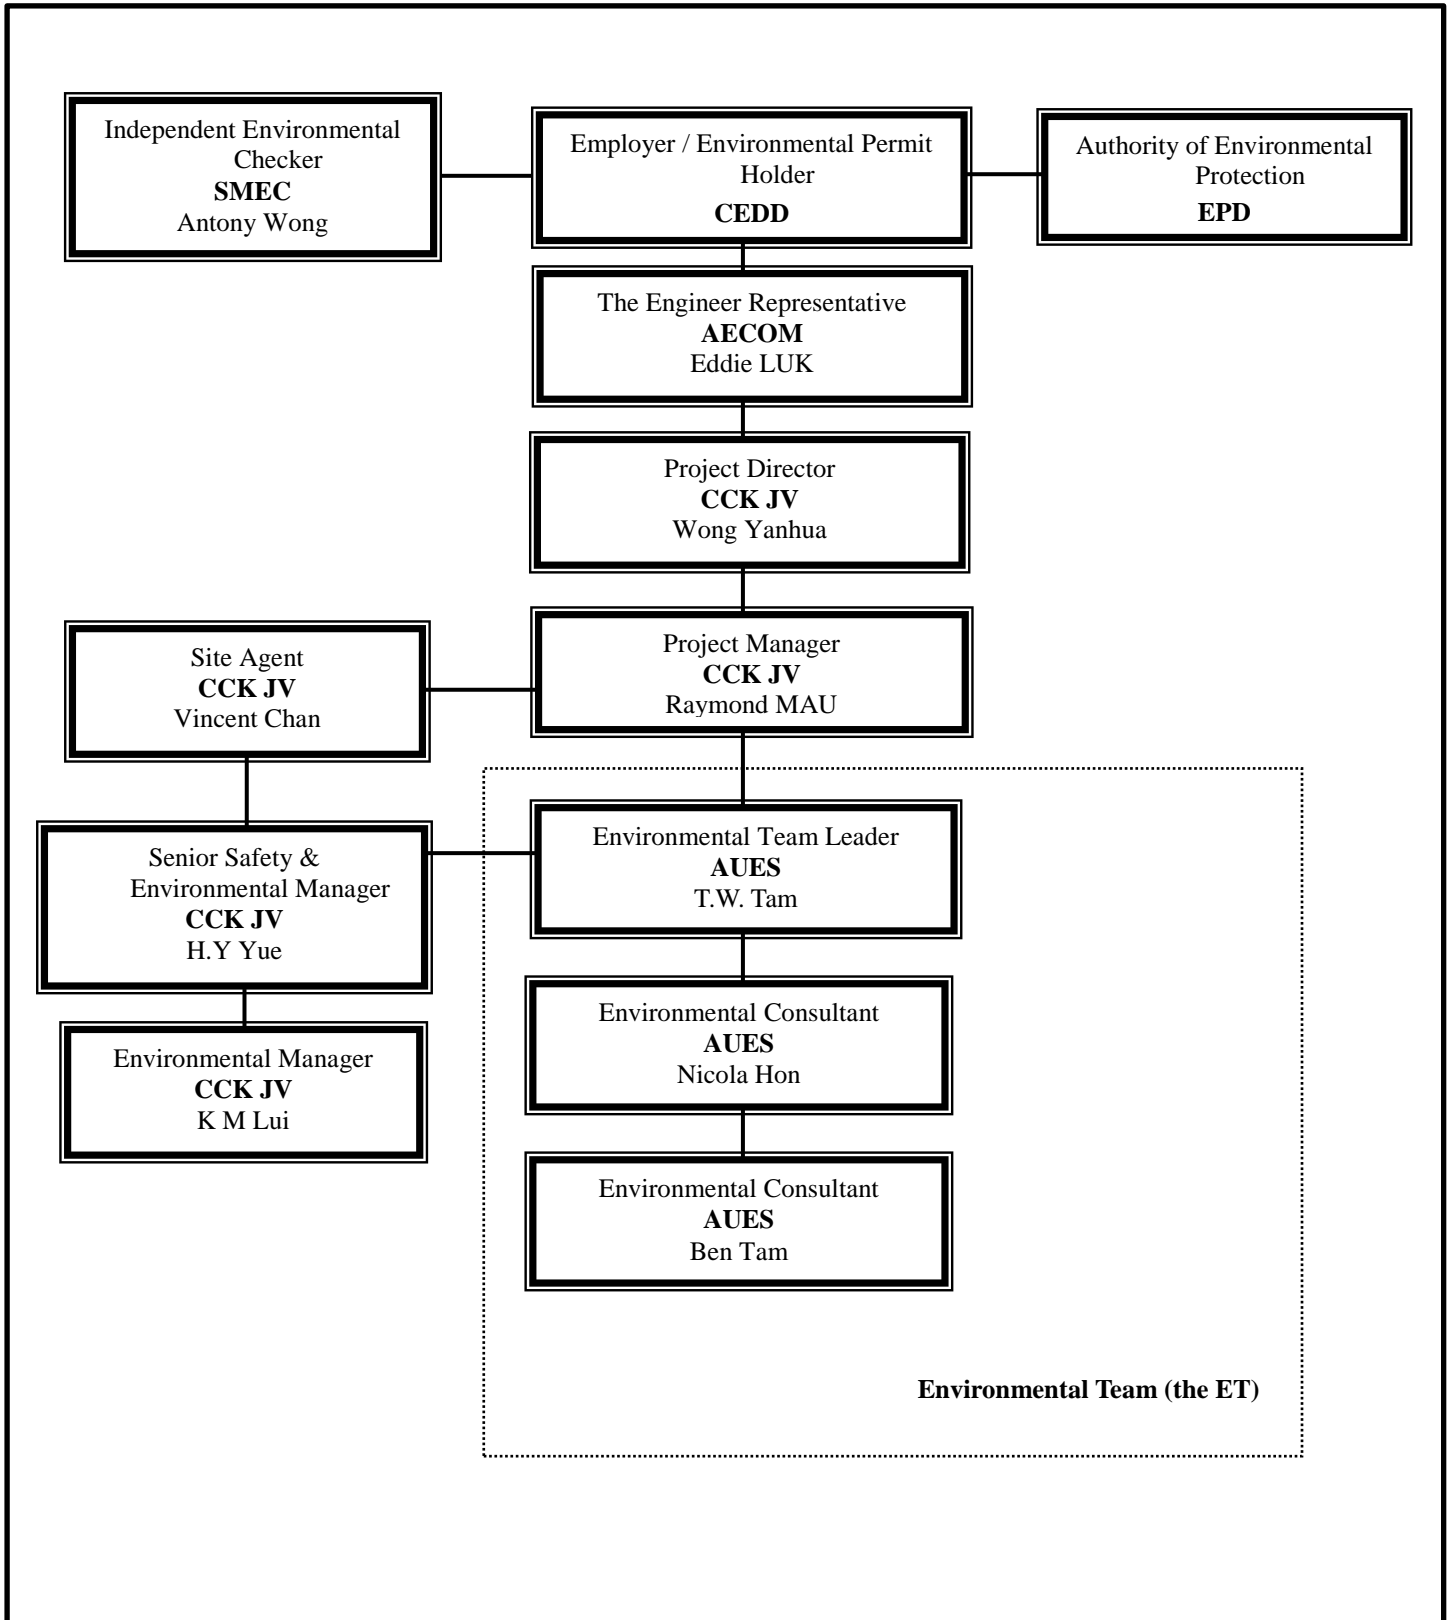 Independent Environmental
Checker
SMEC
Antony Wong
Employer / Environmental Permit
Holder
CEDD
Authority of Environmental
Protection
EPD
The Engineer Representative
AECOM
Eddie LUK
Project Director
CCK JV
Wong Yanhua
Site Agent
CCK JV
Vincent Chan
Project Manager
CCK JV
Raymond MAU
Senior Safety &
Environmental Manager
CCK JV
H.Y Yue
Environmental Team Leader
AUES
T.W. Tam
Environmental Manager
CCK JV
K M Lui
Environmental Consultant
AUES
Nicola Hon
Environmental Consultant
AUES
Ben Tam
Environmental Team (the ET)